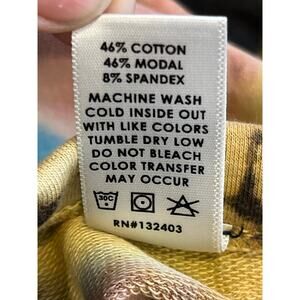 46% COTTON
46% MODAL
8% SPANDEX
MACHINE WASH
COLD INSIDE OUT
WITH LIKE COLORS
TUMBLE DRY LOW
DO NOT BLEACH
COLOR TRANSFER
MAY OCCUR
30C
RN#132403